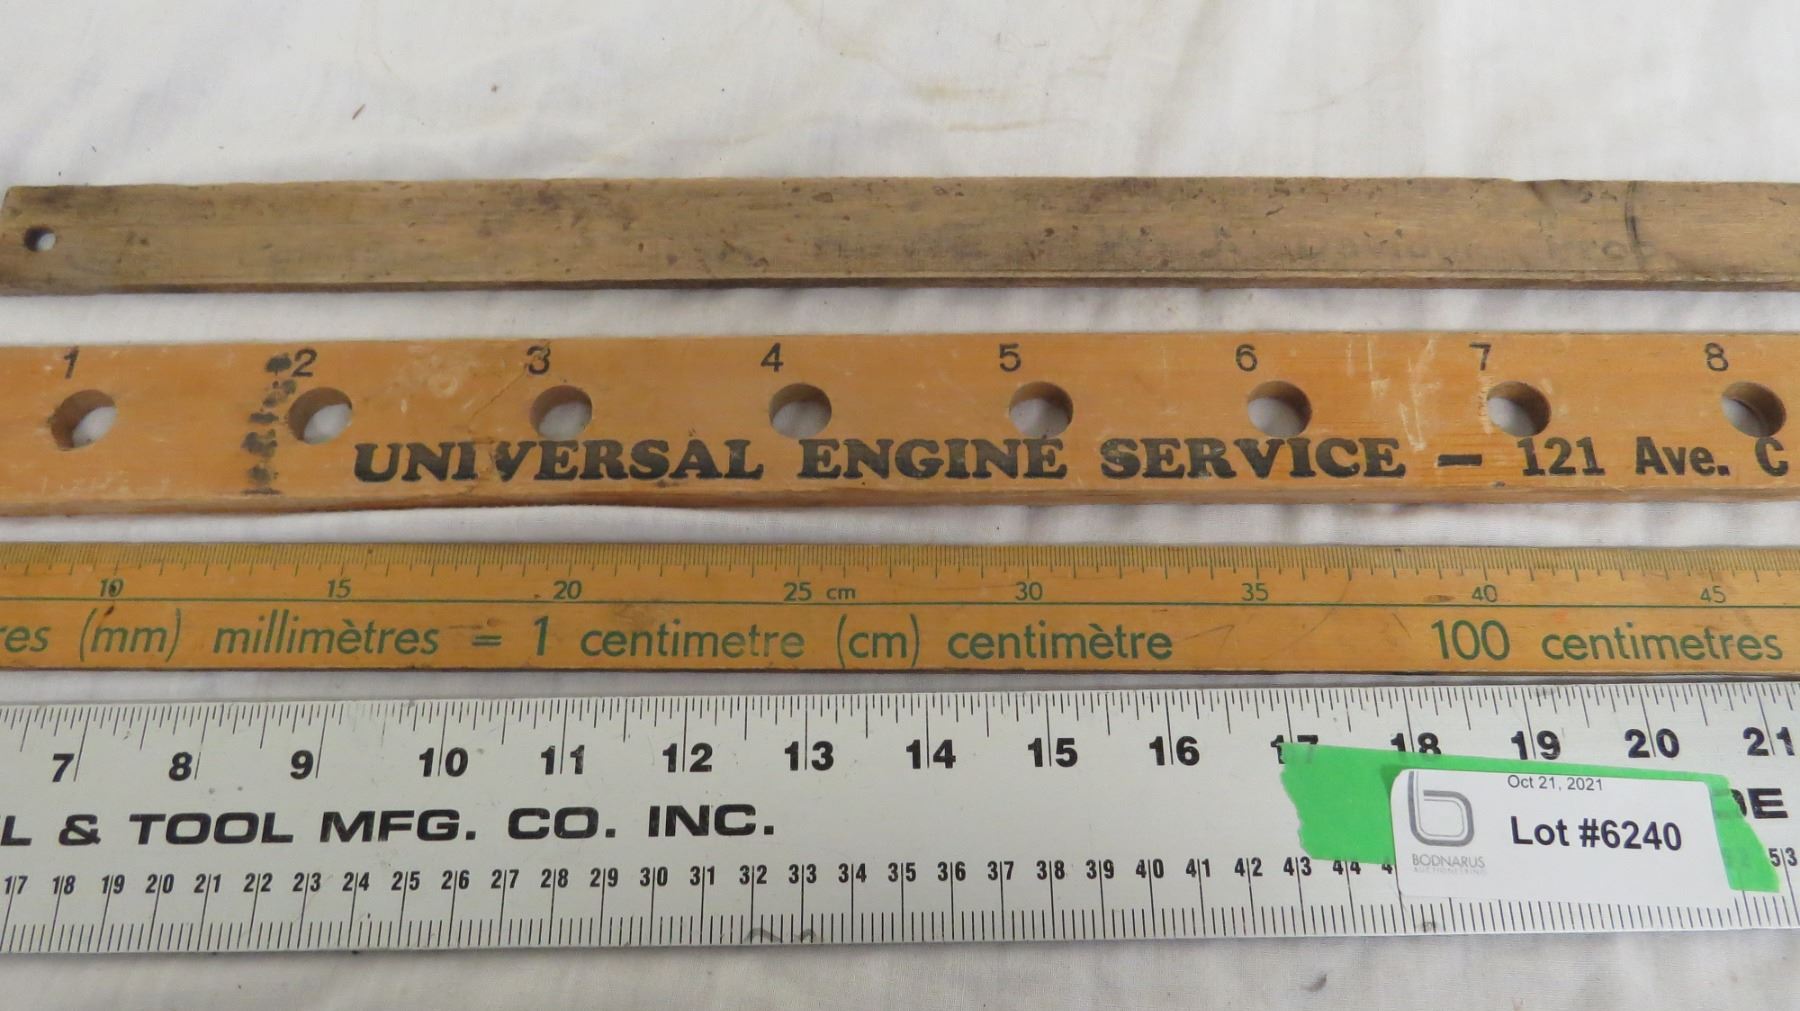 1 2 3 4 5 6 7 8
UNIVERSAL ENGINE SERVICE — 121 Ave. C
10 15 20 25 cm 30 35 40 45
res (mm) millimètres = 1 centimetre (cm) centimètre 100 centimetres
7 8 9 10 11 12 13 14 15 16 17 18 19 20 21
L & TOOL MFG. CO. INC. DE
17 18 19 20 21 22 23 24 25 26 27 28 29 30 31 32 33 34 35 36 37 38 39 40 41 42 43 44 53
Oct 21, 2021
Lot #6240
BODNARUS
AUCTIONEERING